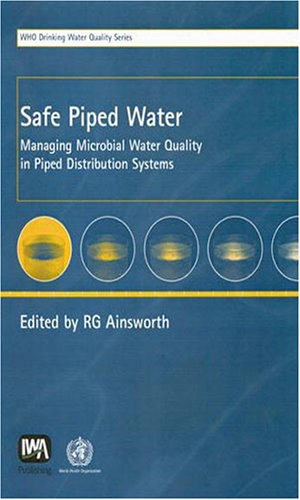 WHO Drinking Water Quality Series
Safe Piped Water
Managing Microbial Water Quality
in Piped Distribution Systems
Edited by RG Ainsworth
IWA
Publishing
World Health Organization